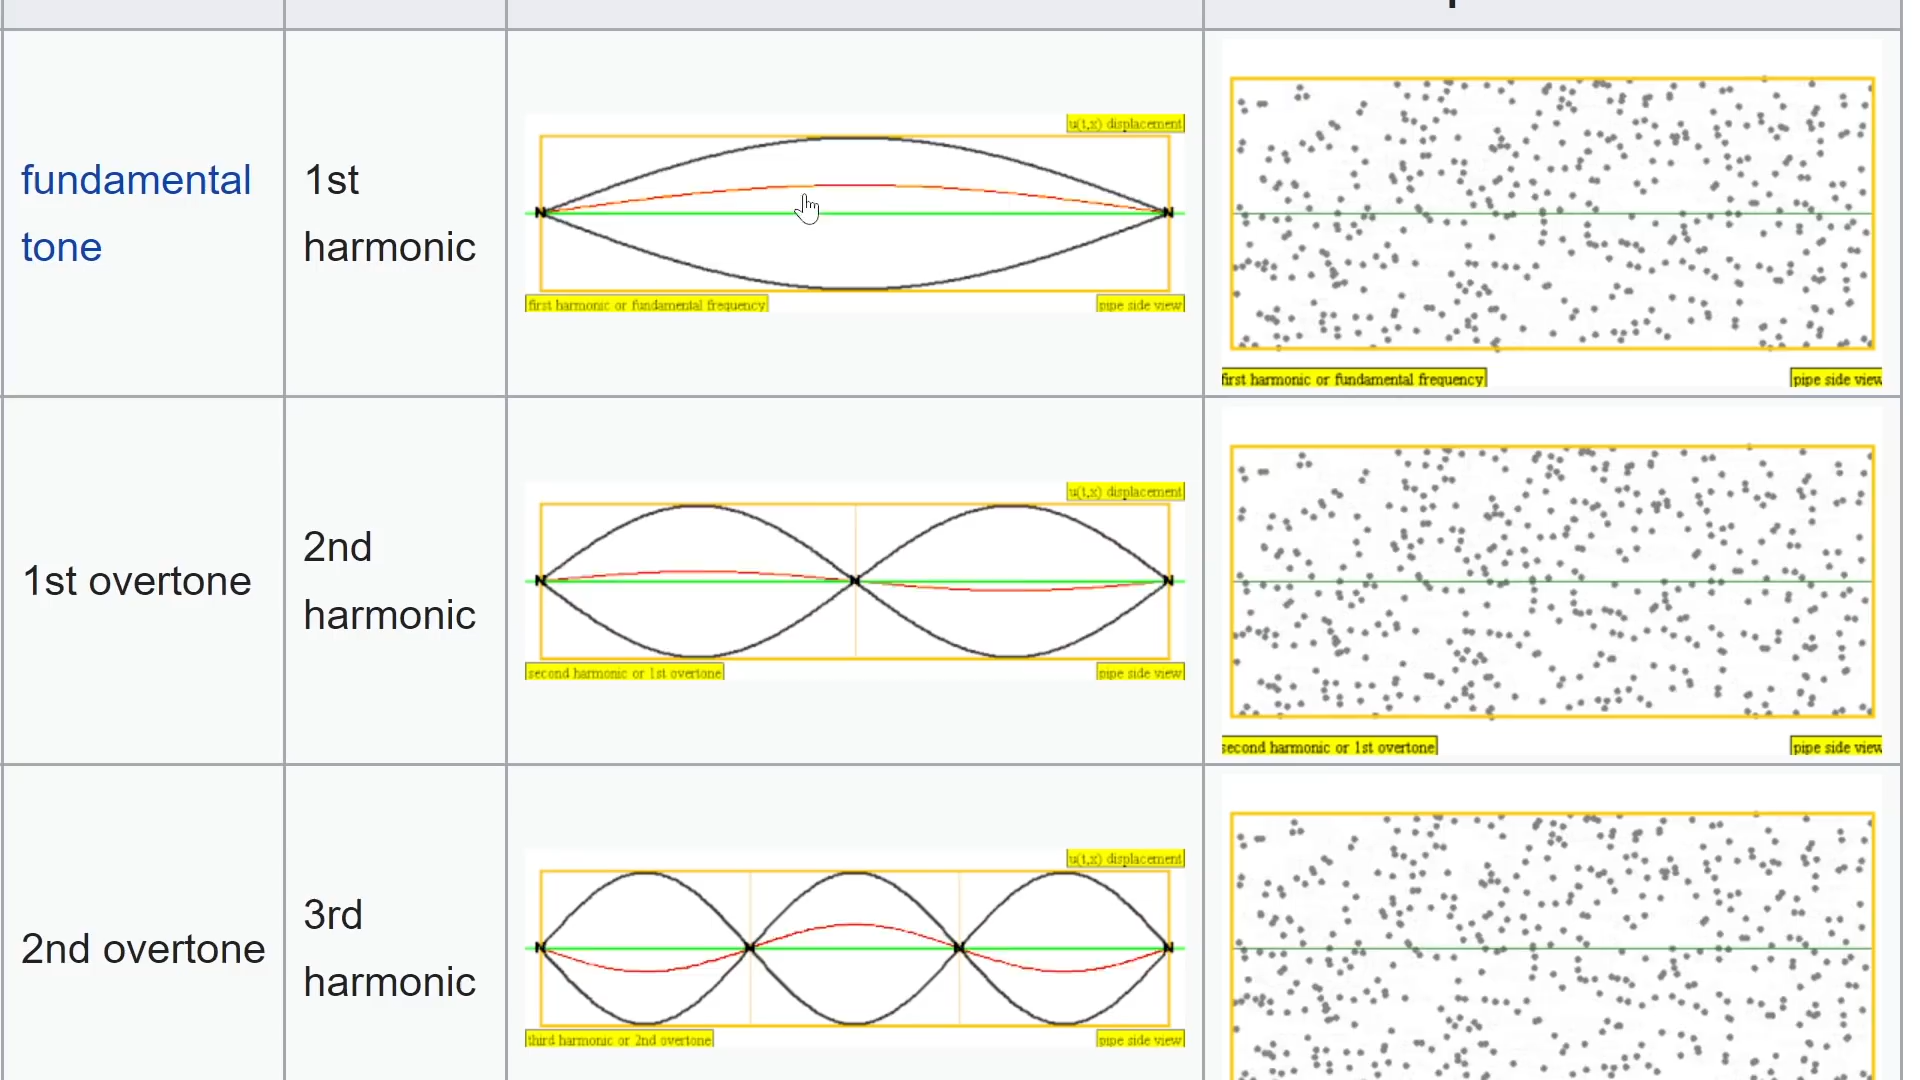 fundamental
tone
1st
harmonic
u(t,x) displacement
N
N
first harmonic or fundamental frequency
pipe side view
first harmonic or fundamental frequency
pipe side view
1st overtone
2nd
harmonic
u(t,x) displacement
N
N
N
second harmonic or 1st overtone
pipe side view
second harmonic or 1st overtone
pipe side view
2nd overtone
3rd
harmonic
u(t,x) displacement
N
N
N
N
third harmonic or 2nd overtone
pipe side view